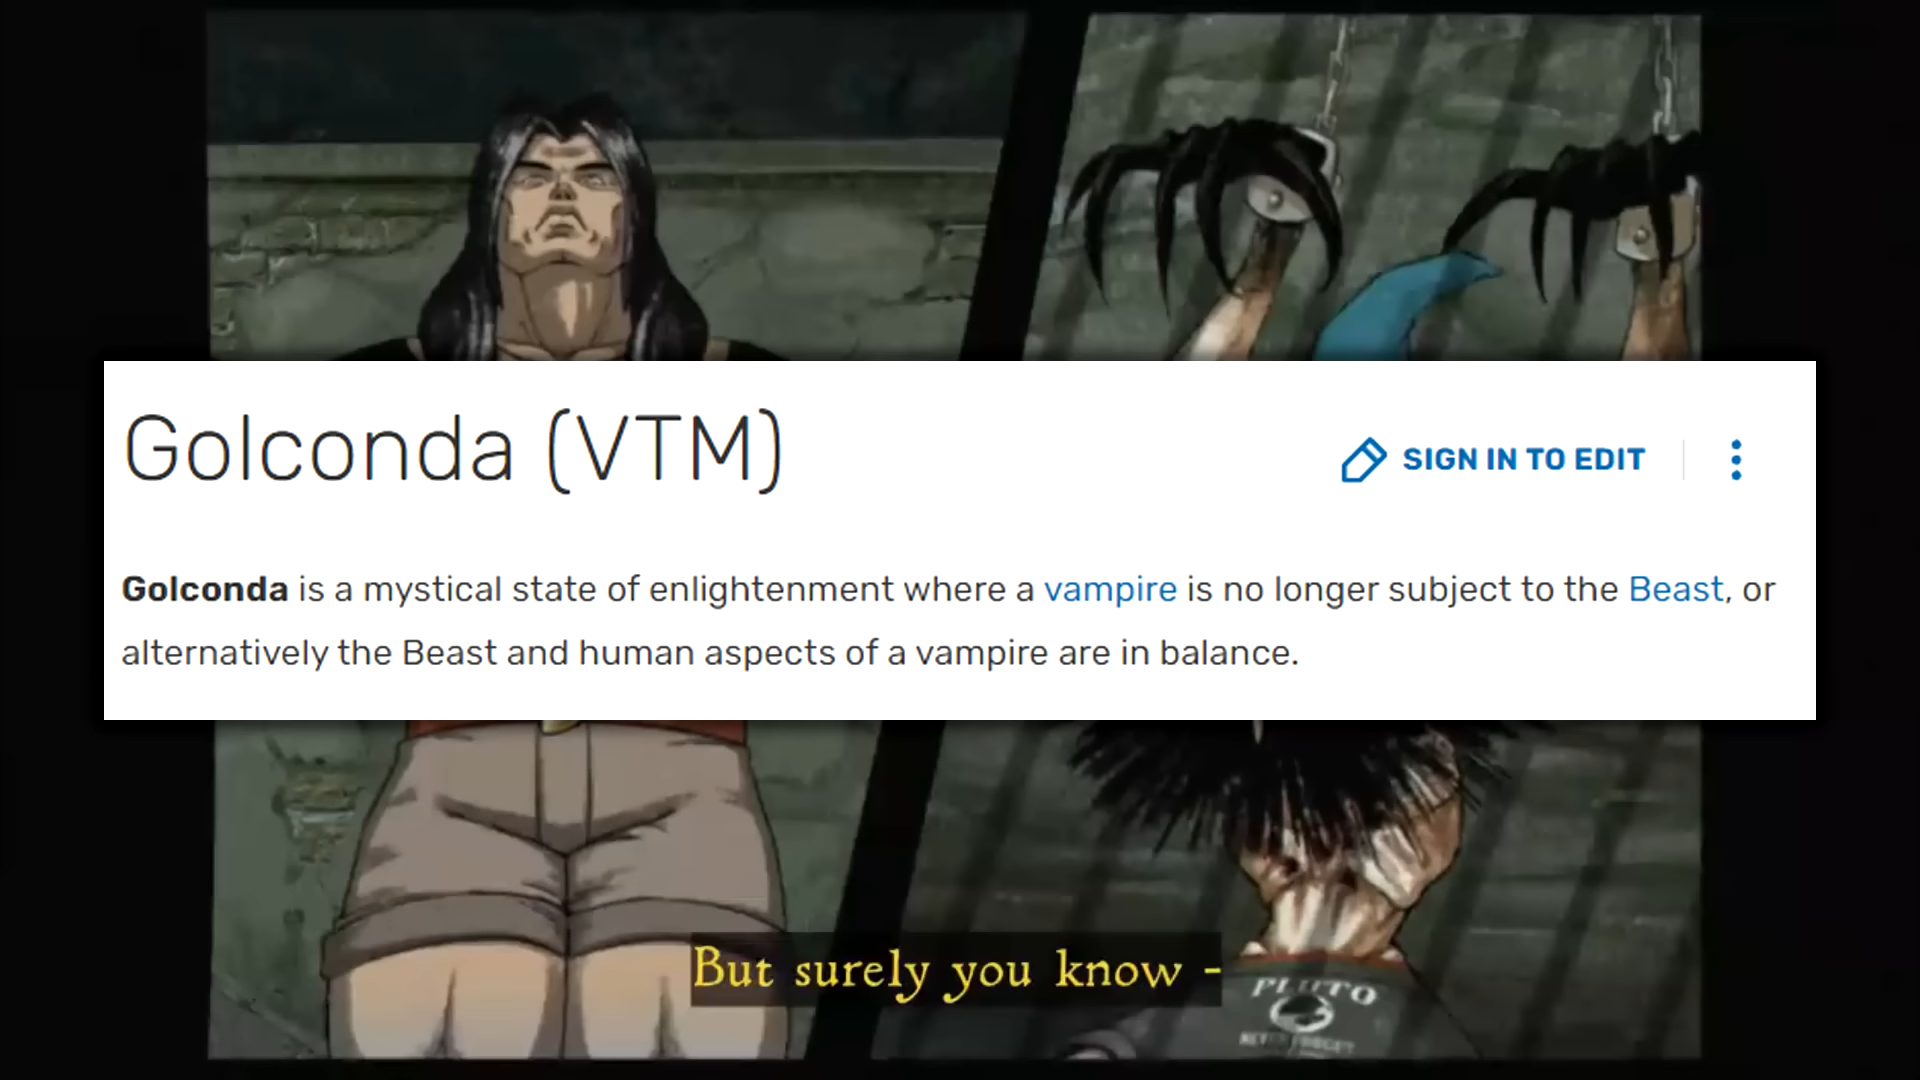 Golconda (VTM)
SIGN IN TO EDIT
Golconda is a mystical state of enlightenment where a vampire is no longer subject to the Beast, or
alternatively the Beast and human aspects of a vampire are in balance.
But surely you know -
PLUTO
NEVER FORGET